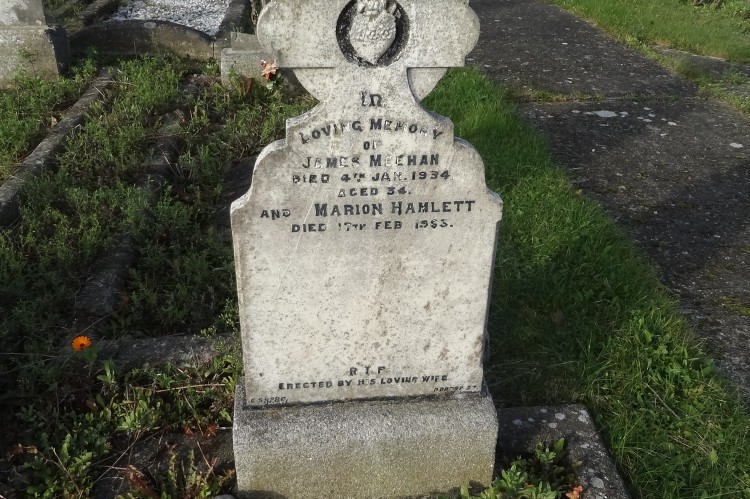 IN
LOVING MEMORY
OF
JAMES MEEHAN
DIED 4TH JAN. 1934
AGED 34.
AND MARION HAMLETT
DIED 17TH FEB 1953.
R.I.P.
ERECTED BY HIS LOVING WIFE